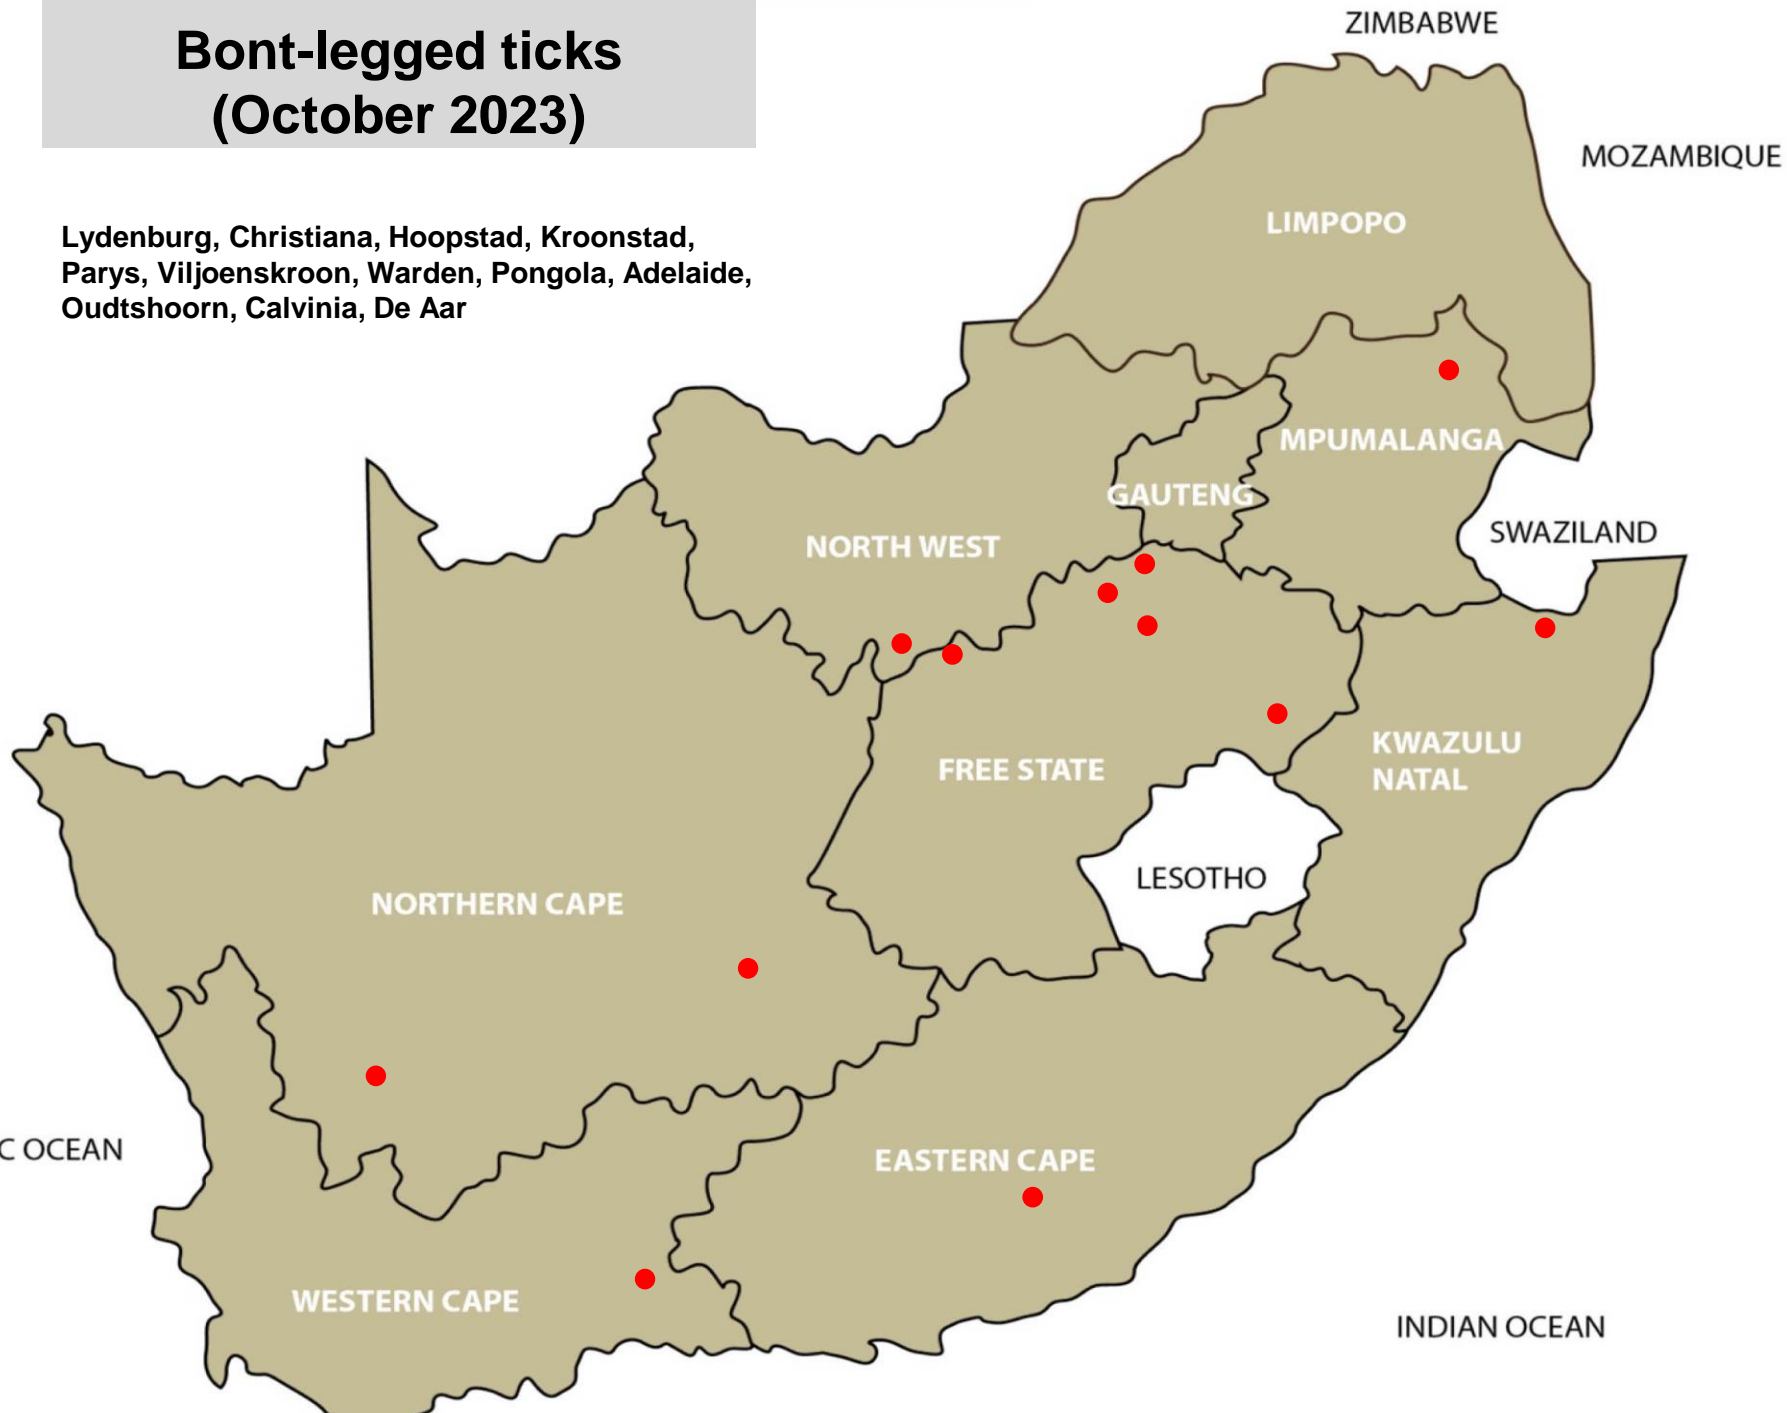 Bont-legged ticks
(October 2023)
Lydenburg, Christiana, Hoopstad, Kroonstad,
Parys, Viljoenskroon, Warden, Pongola, Adelaide,
Oudtshoorn, Calvinia, De Aar
ZIMBABWE
MOZAMBIQUE
LIMPOPO
MPUMALANGA
GAUTENG
NORTH WEST
SWAZILAND
KWAZULU
NATAL
FREE STATE
LESOTHO
NORTHERN CAPE
C OCEAN
EASTERN CAPE
WESTERN CAPE
INDIAN OCEAN